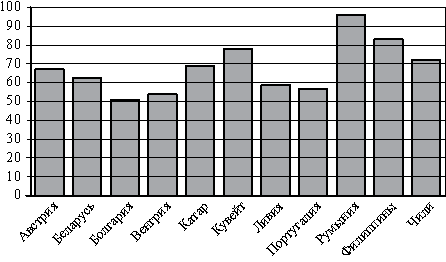 100
90
80
70
60
50
40
30
20
10
0
Австрия
Беларусь
Болгария
Венгрия
Катар
Кувейт
Ливия
Португалия
Румыния
Филиппины
Чили